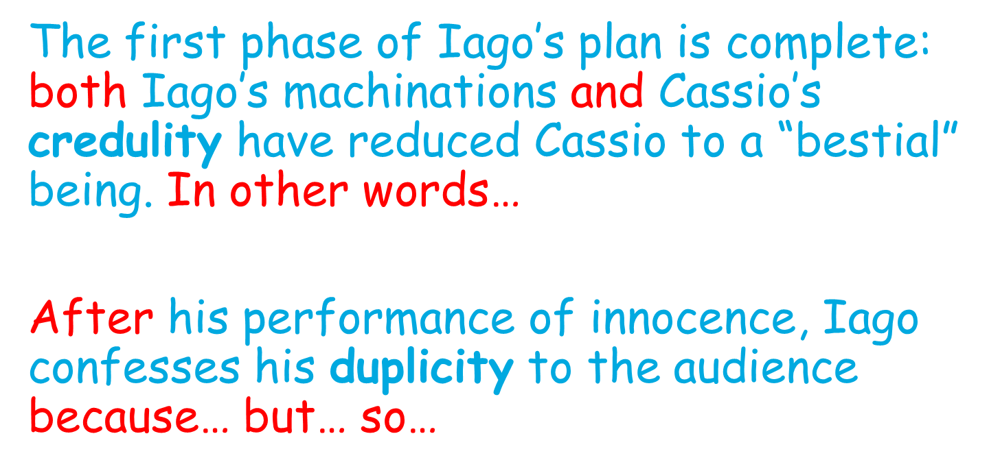 The first phase of Iago’s plan is complete:
both Iago’s machinations and Cassio’s
credulity have reduced Cassio to a “bestial”
being. In other words…
After his performance of innocence, Iago
confesses his duplicity to the audience
because… but… so…